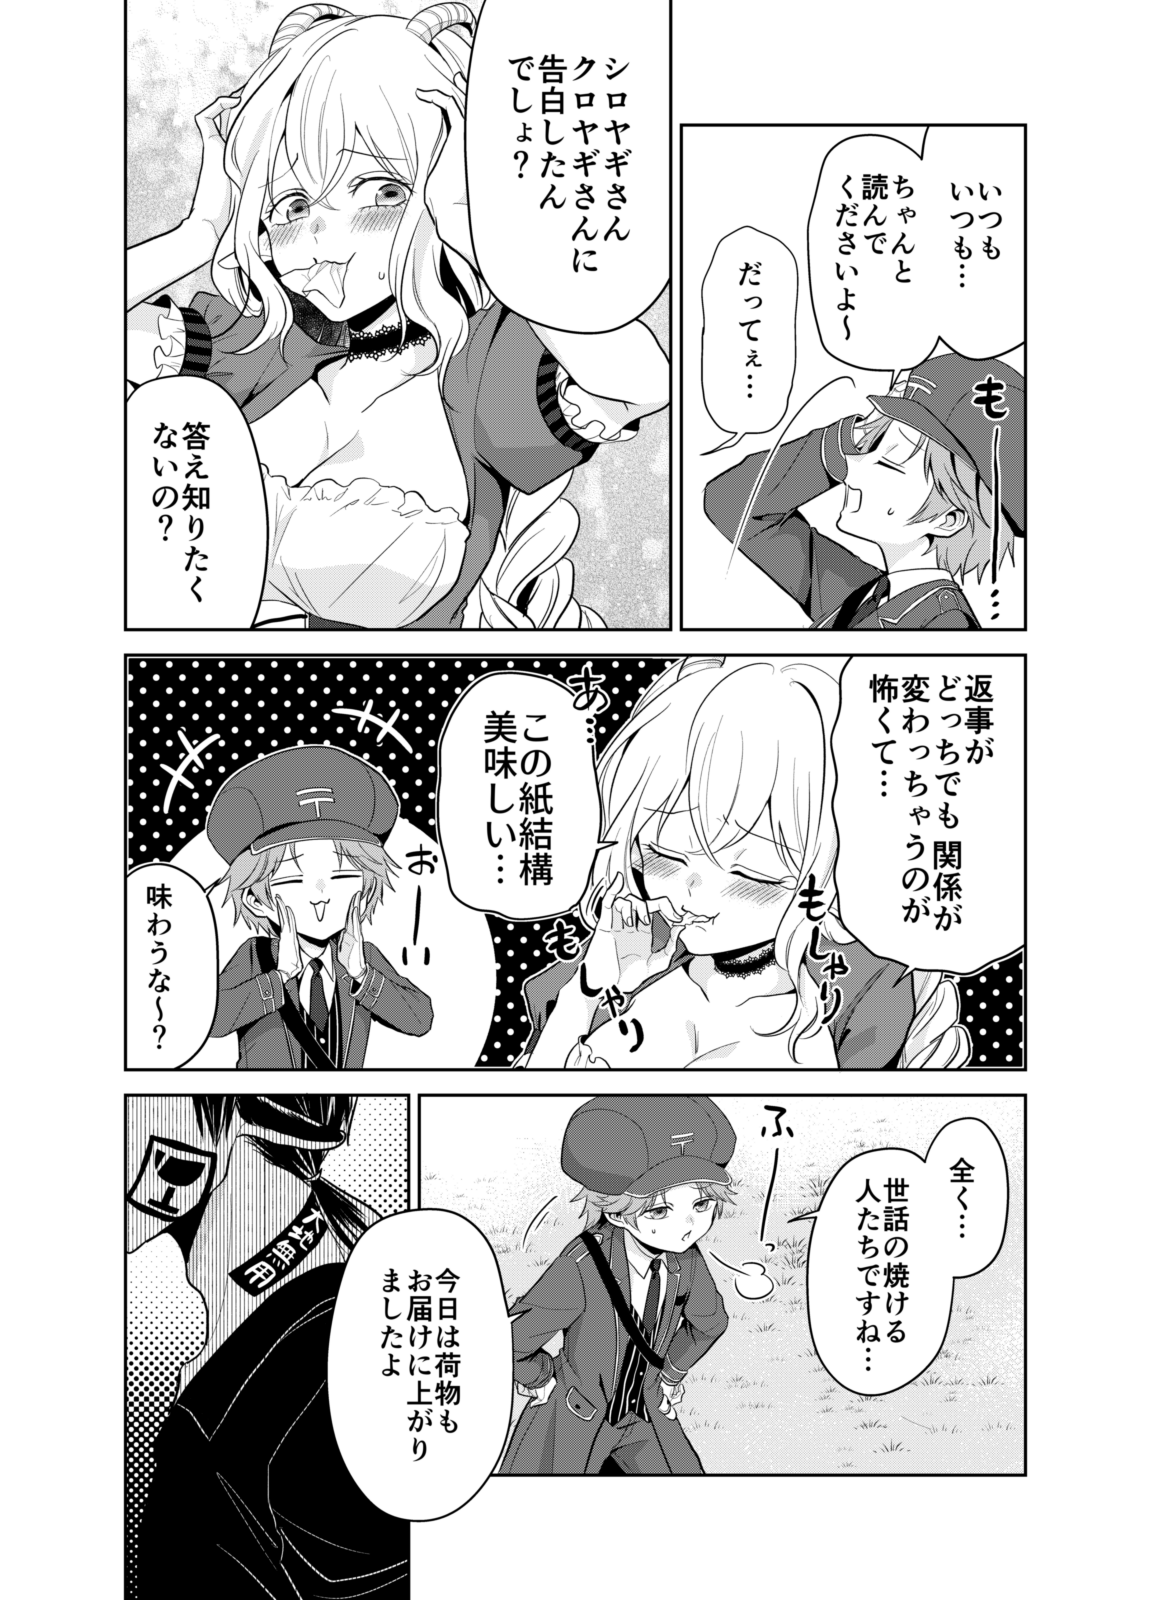 いつも
いつも…
ちゃんと
読んで
くださいよ～
も……
だってぇ…
シロヤギさん
クロヤギさんに
告白したん
でしょ？
答え知りたく
ないの？
返事が
どっちでも関係が
変わっちゃうのが
怖くて…
もしゃり
もしゃり
あ…
この紙結構
美味しい…
おーい
味わうな～？
〒
全く…
世話の焼ける
人たちですね…
ふ…
〒
今日は荷物も
お届けに上がり
ましたよ
天地無用